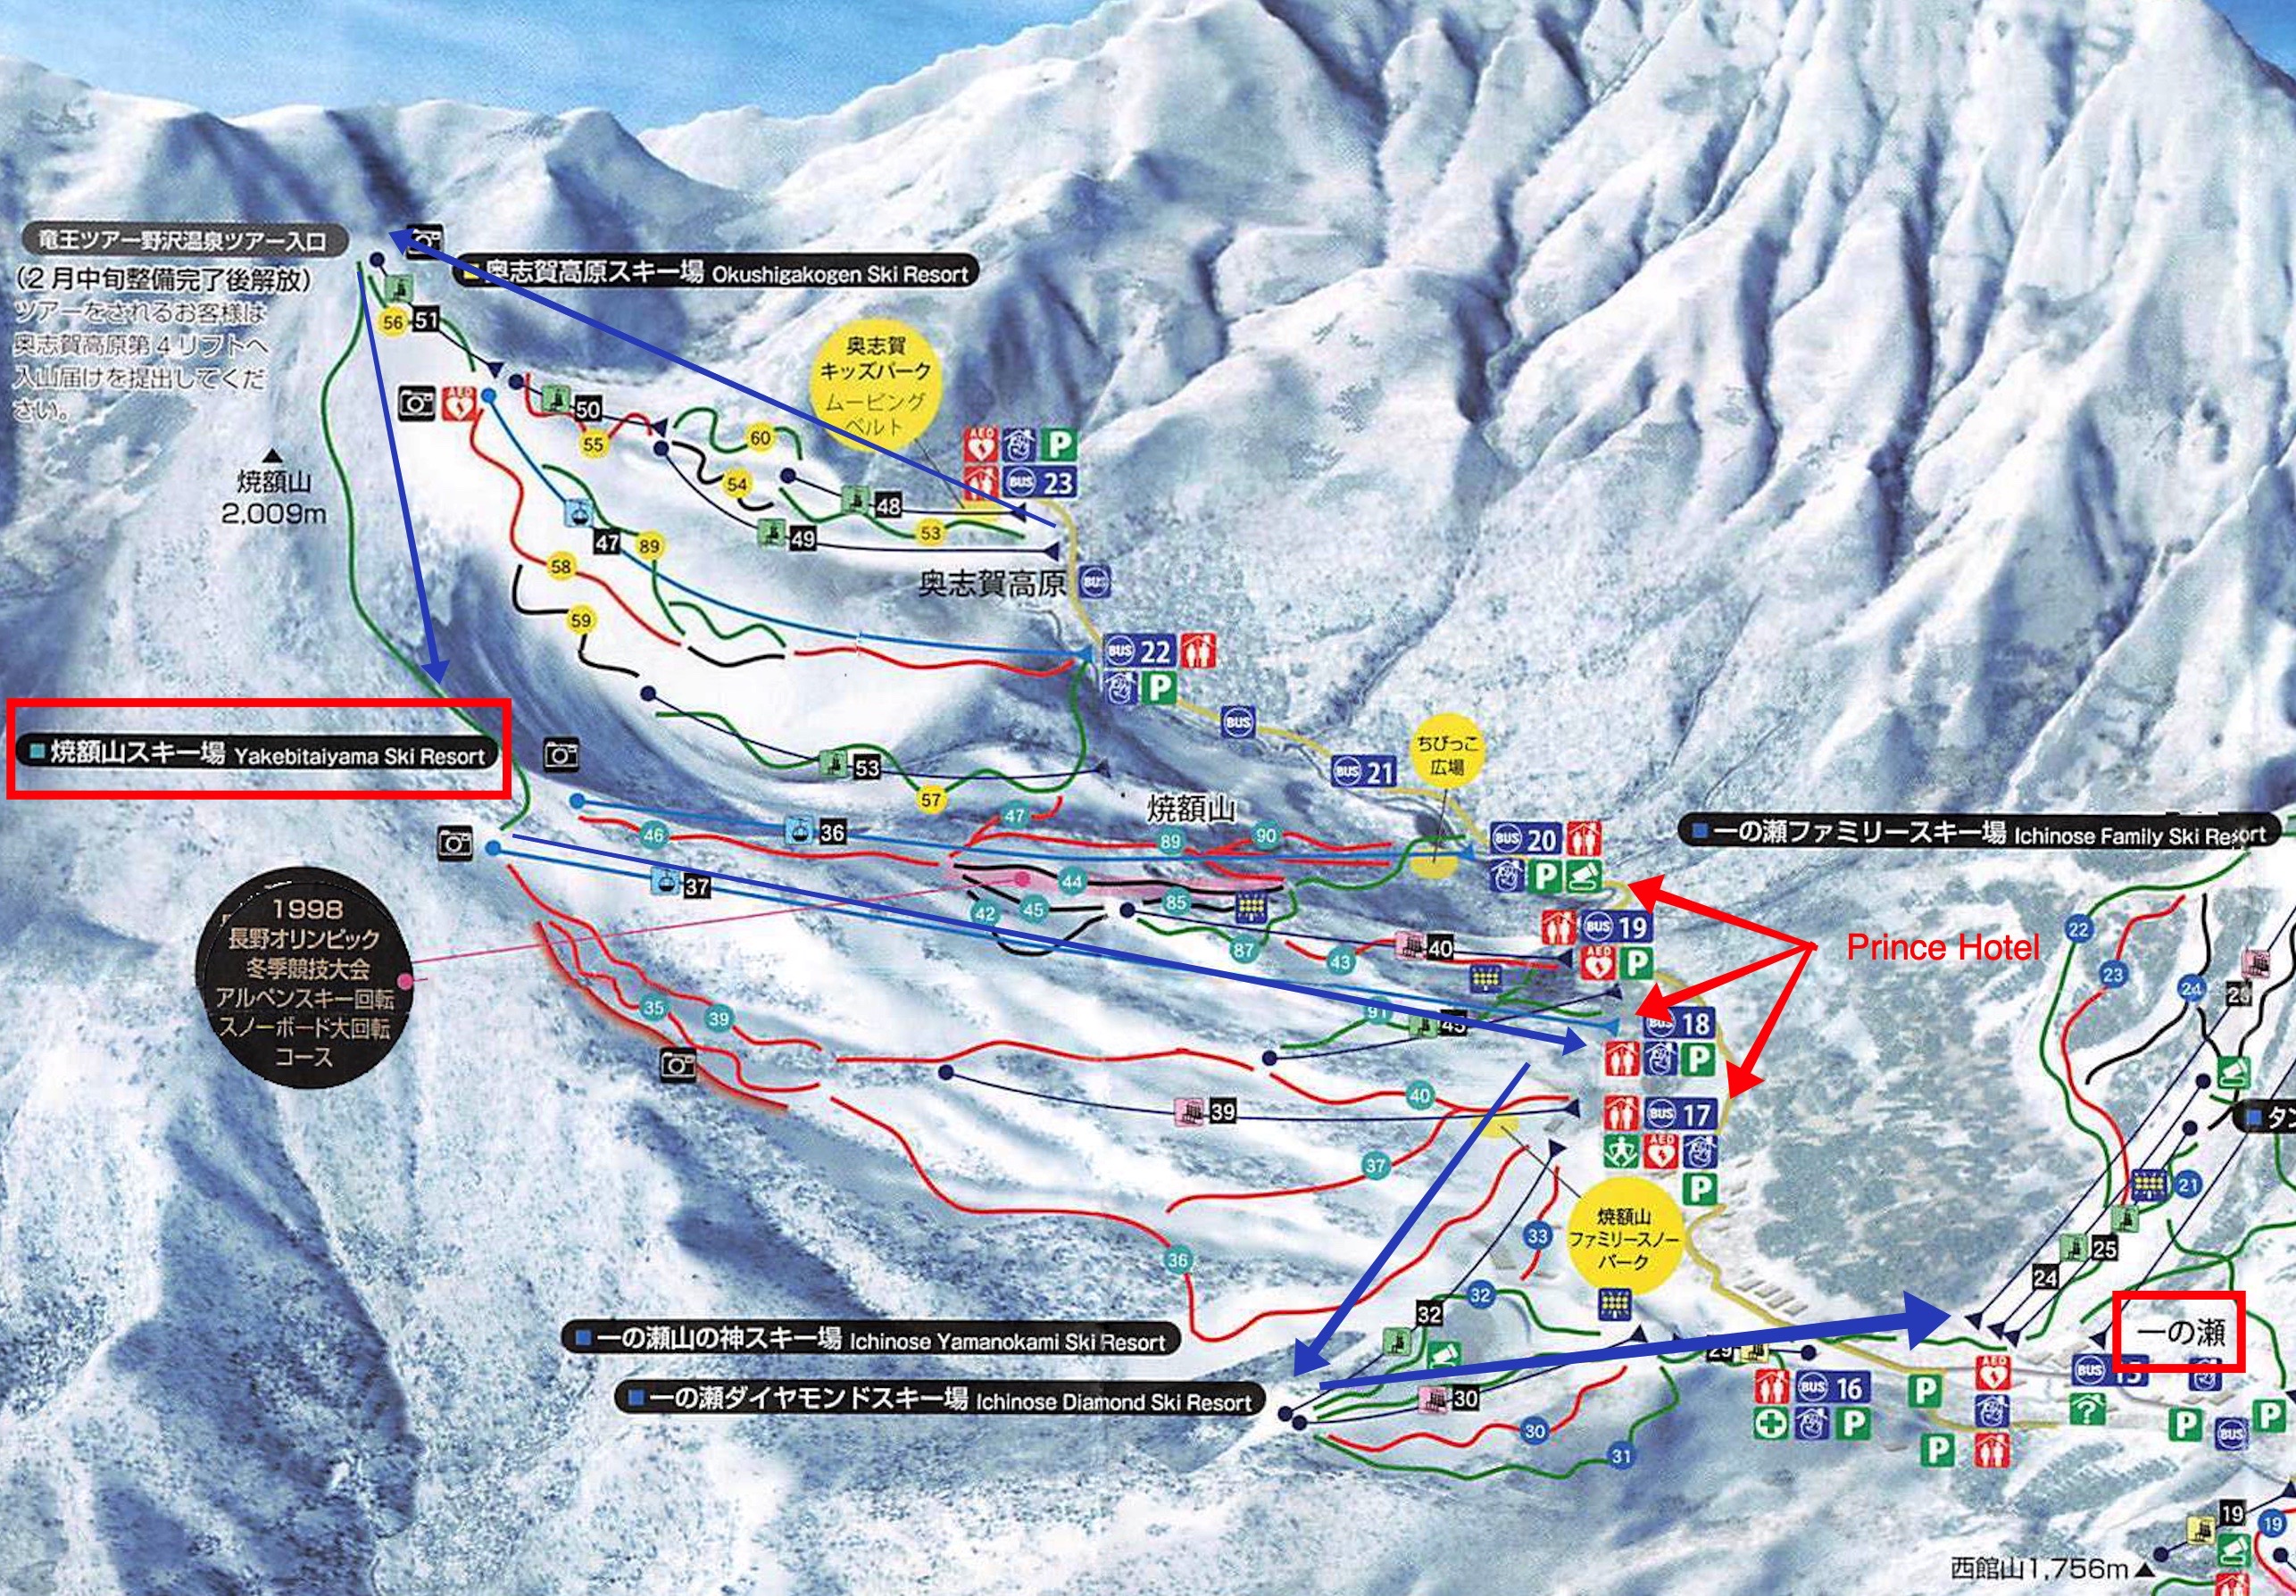 竜王ツアー野沢温泉ツアー入口
(2月中旬整備完了後解放)
ツアーをされるお客様は
奥志賀高原第4リフトへ
入山届けを提出してくだ
さい。
奥志賀高原スキー場 Okushigakogen Ski Resort
56
51
奥志賀
キッズパーク
ムービング
ベルト
AED
50
55
60
54
48
49
53
AED
P
BUS 23
焼額山
2,009m
47
89
58
59
奥志賀高原
BUS
BUS 22
P
BUS
BUS 21
ちびっこ
広場
焼額山スキー場 Yakebitaiyama Ski Resort
53
57
焼額山
47
46
36
89
90
BUS 20
P
一の瀬ファミリースキー場 Ichinose Family Ski Resort
37
44
45
42
85
87
43
40
BUS 19
AED
P
Prince Hotel
22
23
24
1998
長野オリンピック
冬季競技大会
アルペンスキー回転
スノーボード大回転
コース
35
39
91
45
BUS 18
P
39
40
BUS 17
AED
P
37
36
33
焼額山
ファミリースノー
パーク
21
25
24
32
32
一の瀬山の神スキー場 Ichinose Yamanokami Ski Resort
一の瀬ダイヤモンドスキー場 Ichinose Diamond Ski Resort
29
30
30
31
BUS 16
P
P
P
AED
一の瀬
BUS 15
?
P
BUS
P
19
19
西館山1,756m